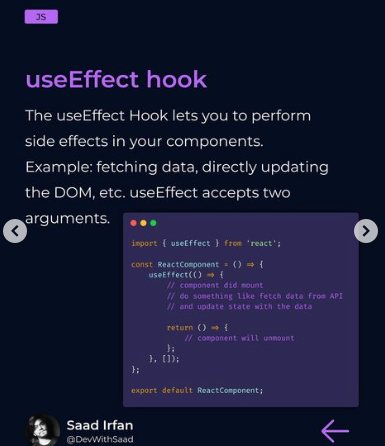 JS
useEffect hook
The useEffect Hook lets you to perform
side effects in your components.
Example: fetching data, directly updating
the DOM, etc. useEffect accepts two
arguments.
import { useEffect } from 'react';
const ReactComponent = () ⇒ {
useEffect(() ⇒ {
// component did mount
// do something like fetch data from API
// and update state with the data
return () ⇒ {
// component will unmount
};
}, []);
};
export default ReactComponent;
Saad Irfan
@DevWithSaad